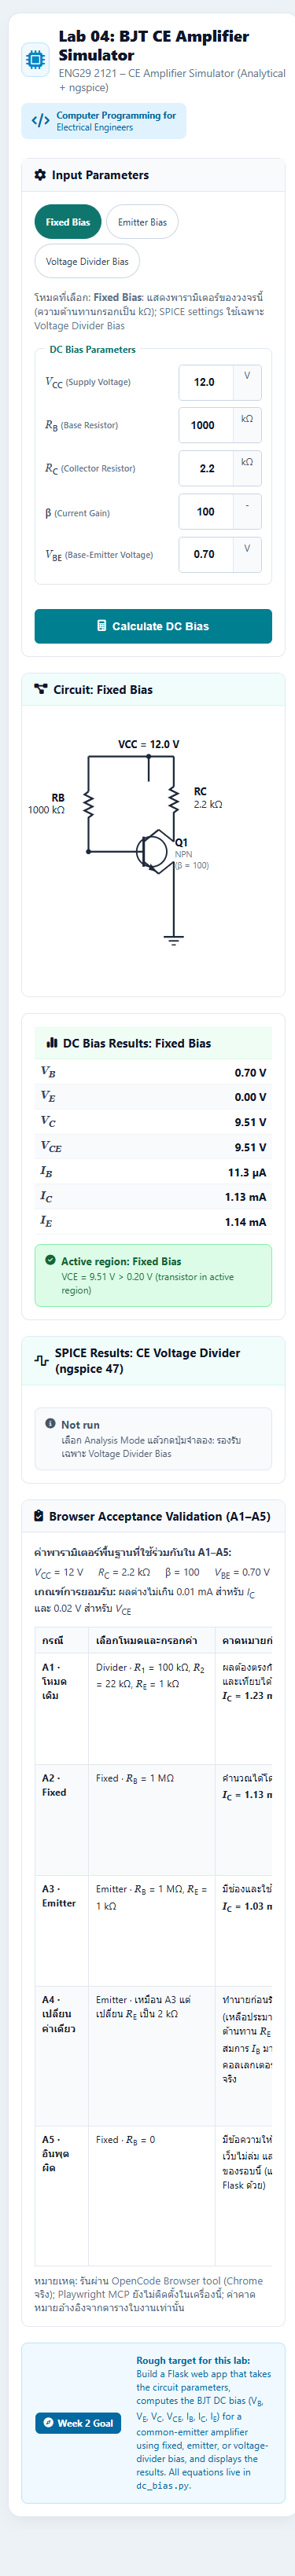 Lab 04: BJT CE Amplifier
Simulator
ENG29 2121 – CE Amplifier Simulator (Analytical
+ ngspice)
Computer Programming for
Electrical Engineers
Input Parameters
Fixed Bias
Emitter Bias
Voltage Divider Bias
โหมดที่เลือก: Fixed Bias: แสดงพารามิเตอร์ของวงจรนี้
(ความต้านทานกรอกเป็น kΩ); SPICE settings ใช้เฉพาะ
Voltage Divider Bias
DC Bias Parameters
VCC (Supply Voltage) 12.0 V
RB (Base Resistor) 1000 kΩ
RC (Collector Resistor) 2.2 kΩ
β (Current Gain) 100 -
VBE (Base-Emitter Voltage) 0.70 V
Calculate DC Bias
Circuit: Fixed Bias
VCC = 12.0 V
RB
1000 kΩ
RC
2.2 kΩ
Q1
NPN
(β = 100)
DC Bias Results: Fixed Bias
VB 0.70 V
VE 0.00 V
VC 9.51 V
VCE 9.51 V
IB 11.3 µA
IC 1.13 mA
IE 1.14 mA
Active region: Fixed Bias
VCE = 9.51 V > 0.20 V (transistor in active
region)
SPICE Results: CE Voltage Divider
(ngspice 47)
Not run
เลือก Analysis Mode แล้วกดปุ่มจำลอง: รองรับ
เฉพาะ Voltage Divider Bias
Browser Acceptance Validation (A1–A5)
ค่าพารามิเตอร์พื้นฐานที่ใช้ร่วมกันใน A1–A5:
VCC = 12 V RC = 2.2 kΩ β = 100 VBE = 0.70 V
เกณฑ์การยอมรับ: ผลต่างไม่เกิน 0.01 mA สำหรับ IC
และ 0.02 V สำหรับ VCE
กรณี เลือกโหมดและกรอกค่า คาดหมายก่
A1 · Divider · R1 = 100 kΩ, R2 ผลต้องตรงกั
โหมด = 22 kΩ, RE = 1 kΩ และเทียบได้
เดิม IC = 1.23 m
A2 · Fixed · RB = 1 MΩ คำนวณได้โด
Fixed IC = 1.13 m
A3 · Emitter · RB = 1 MΩ, RE = มีช่องและใช้
Emitter 1 kΩ IC = 1.03 m
A4 · Emitter · เหมือน A3 แต่ ทำนายก่อนรั
เปลี่ยน เปลี่ยน RE เป็น 2 kΩ (เหลือประมา
ค่าเดียว ต้านทาน RE
สมการ IB มา
คอลเลกเตอร
จริง
A5 · Fixed · RB = 0 มีข้อความให้
อินพุต เว็บไม่ล่ม แล
ผิด ของรอบนี้ (แ
Flask ด้วย)
หมายเหตุ: รันผ่าน OpenCode Browser tool (Chrome
จริง); Playwright MCP ยังไม่ติดตั้งในเครื่องนี้; ค่าคาด
หมายอ้างอิงจากตารางใบงานเท่านั้น
Week 2 Goal
Rough target for this lab:
Build a Flask web app that takes
the circuit parameters,
computes the BJT DC bias (VB,
VE, VC, VCE, IB, IC, IE) for a
common-emitter amplifier
using fixed, emitter, or voltage-
divider bias, and displays the
results. All equations live in
dc_bias.py.